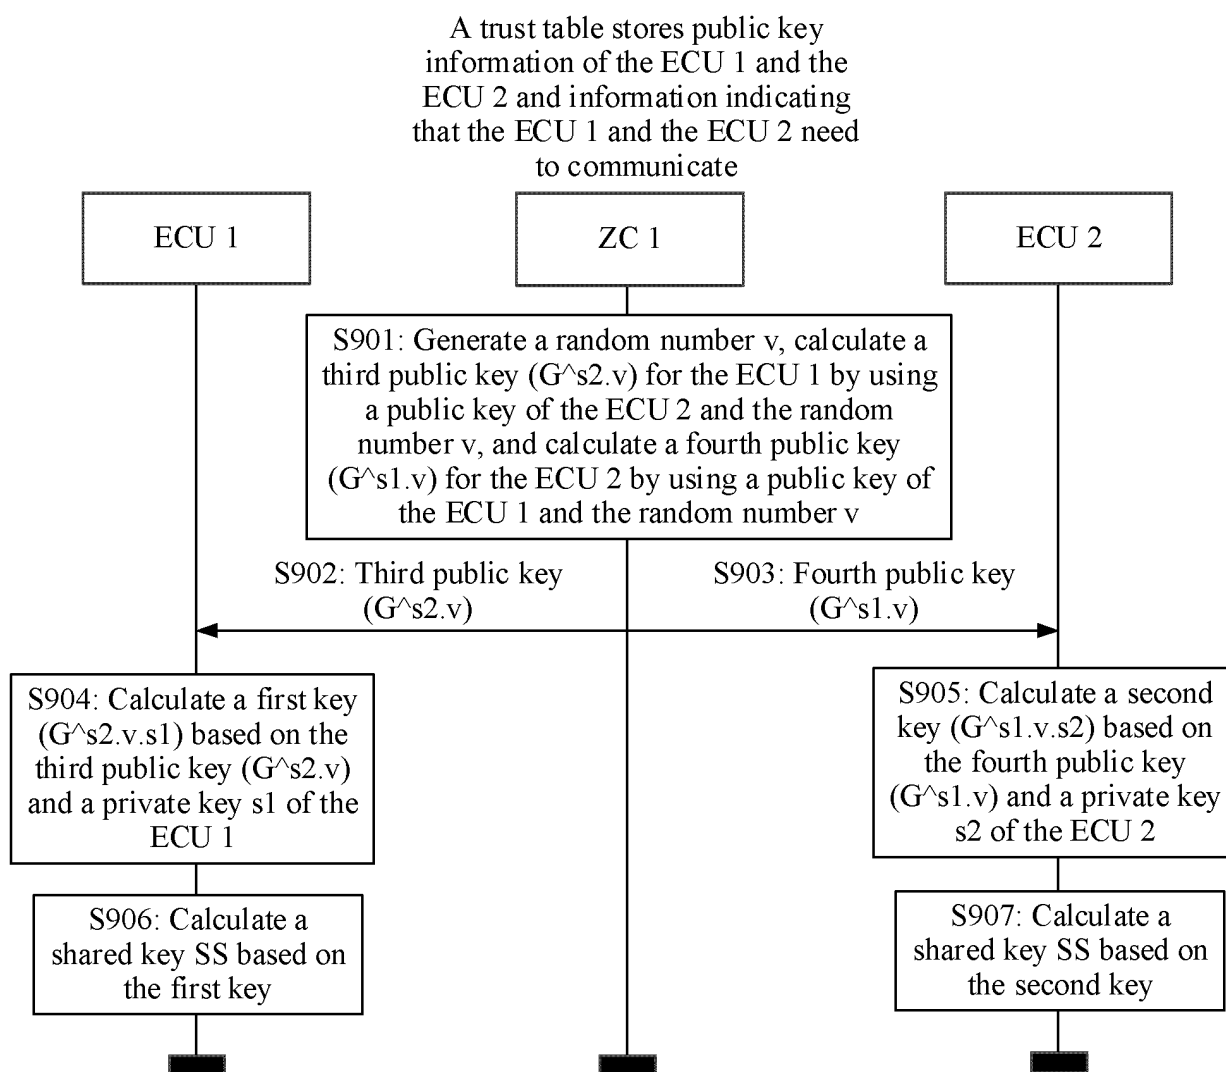 A trust table stores public key
information of the ECU 1 and the
ECU 2 and information indicating
that the ECU 1 and the ECU 2 need
to communicate
ECU 1
ZC 1
ECU 2
S901: Generate a random number v, calculate a
third public key (G^s2.v) for the ECU 1 by using
a public key of the ECU 2 and the random
number v, and calculate a fourth public key
(G^s1.v) for the ECU 2 by using a public key of
the ECU 1 and the random number v
S902: Third public key
(G^s2.v)
S903: Fourth public key
(G^s1.v)
S904: Calculate a first key
(G^s2.v.s1) based on the
third public key (G^s2.v)
and a private key s1 of the
ECU 1
S905: Calculate a second
key (G^s1.v.s2) based on
the fourth public key
(G^s1.v) and a private key
s2 of the ECU 2
S906: Calculate a
shared key SS based on
the first key
S907: Calculate a
shared key SS based on
the second key